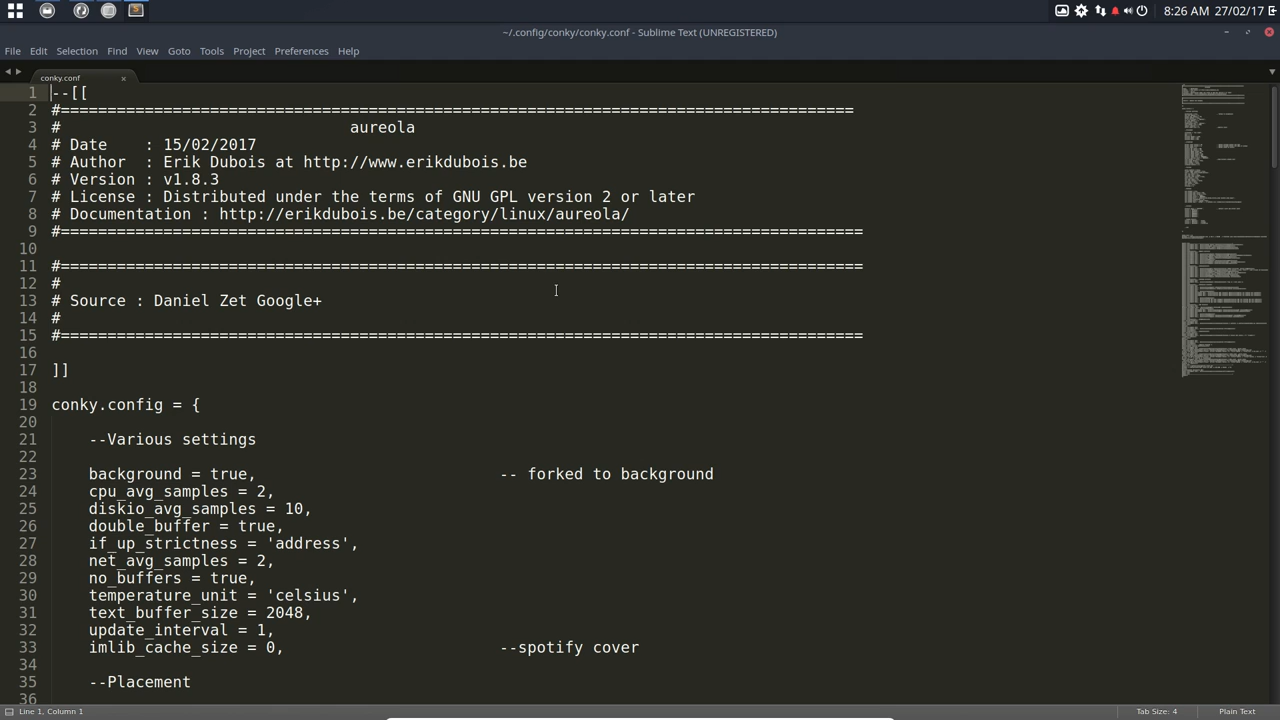 8:26 AM 27/02/17
~/.config/conky/conky.conf - Sublime Text (UNREGISTERED)
File Edit Selection Find View Goto Tools Project Preferences Help
conky.conf ×
1 --[[
2 #=====================================================================================
3 #                               aureola
4 # Date    : 15/02/2017
5 # Author  : Erik Dubois at http://www.erikdubois.be
6 # Version : v1.8.3
7 # License : Distributed under the terms of GNU GPL version 2 or later
8 # Documentation : http://erikdubois.be/category/linux/aureola/
9 #======================================================================================
10
11 #======================================================================================
12 #
13 # Source : Daniel Zet Google+
14 #
15 #======================================================================================
16
17 ]]
18
19 conky.config = {
20
21     --Various settings
22
23     background = true,                          -- forked to background
24     cpu_avg_samples = 2,
25     diskio_avg_samples = 10,
26     double_buffer = true,
27     if_up_strictness = 'address',
28     net_avg_samples = 2,
29     no_buffers = true,
30     temperature_unit = 'celsius',
31     text_buffer_size = 2048,
32     update_interval = 1,
33     imlib_cache_size = 0,                       --spotify cover
34
35     --Placement
36
Line 1, Column 1 Tab Size: 4 Plain Text